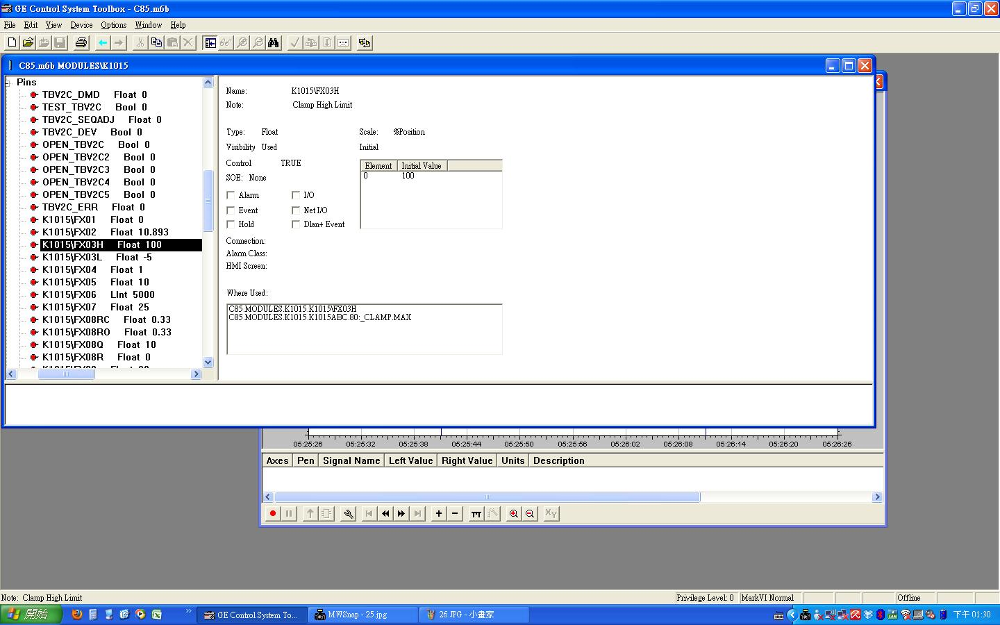 GE Control System Toolbox - C85.m6b
File Edit View Device Options Window Help
C85.m6b MODULES\K1015
Pins
TBV2C_DMD Float 0
TEST_TBV2C Bool 0
TBV2C_SEQADJ Float 0
TBV2C_DEV Bool 0
OPEN_TBV2C Bool 0
OPEN_TBV2C2 Bool 0
OPEN_TBV2C3 Bool 0
OPEN_TBV2C4 Bool 0
OPEN_TBV2C5 Bool 0
TBV2C_ERR Float 0
K1015\FX01 Float 0
K1015\FX02 Float 10.893
K1015\FX03H Float 100
K1015\FX03L Float -5
K1015\FX04 Float 1
K1015\FX05 Float 10
K1015\FX06 LInt 5000
K1015\FX07 Float 25
K1015\FX08RC Float 0.33
K1015\FX08RO Float 0.33
K1015\FX08Q Float 10
K1015\FX08R Float 0
Name: K1015\FX03H
Note: Clamp High Limit
Type: Float Scale: %Position
Visibility Used Initial
Control TRUE
Element Initial Value
0 100
SOE: None
Alarm I/O
Event Net I/O
Hold Dlan+ Event
Connection:
Alarm Class:
HMI Screen:
Where Used:
C85.MODULES.K1015.K1015\FX03H
C85.MODULES.K1015.K1015ABC.80:_CLAMP.MAX
05:25:26 05:25:32 05:25:38 05:25:44 05:25:50 05:25:56 05:26:02 05:26:08 05:26:14 05:26:20 05:26:26
Axes Pen Signal Name Left Value Right Value Units Description
XY
Note: Clamp High Limit Privilege Level: 0 MarkVI Normal Offline
開始 GE Control System To... MWSnap - 25.jpg 26.JPG - 小畫家 下午 01:30